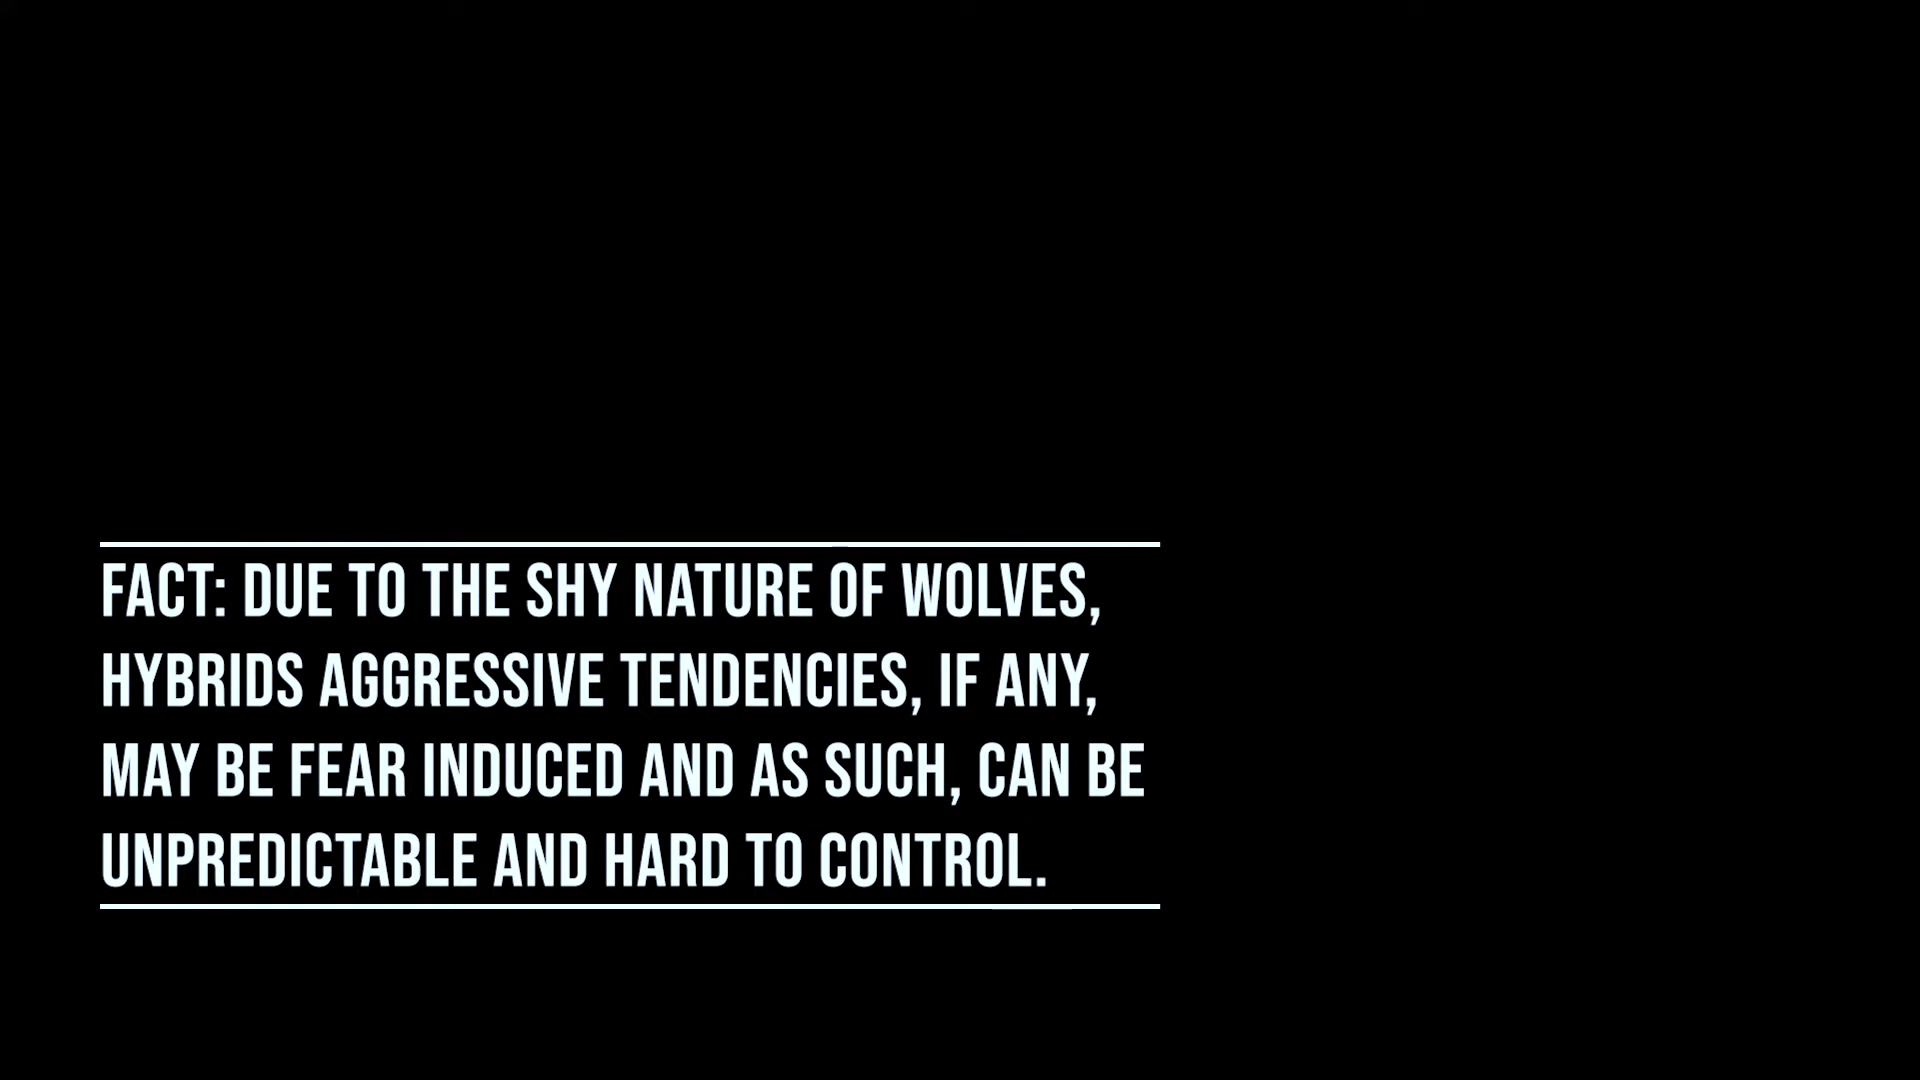 FACT: DUE TO THE SHY NATURE OF WOLVES,
HYBRIDS AGGRESSIVE TENDENCIES, IF ANY,
MAY BE FEAR INDUCED AND AS SUCH, CAN BE
UNPREDICTABLE AND HARD TO CONTROL.